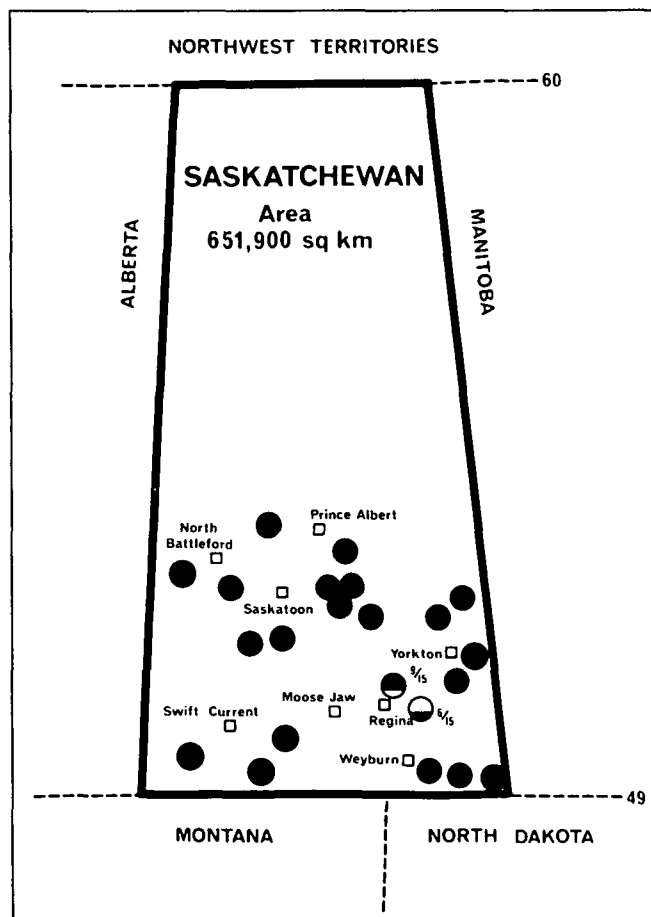 NORTHWEST TERRITORIES
60
SASKATCHEWAN
Area
651,900 sq km
ALBERTA
MANITOBA
Prince Albert
North
Battleford
Saskatoon
Yorkton
9/15
Moose Jaw
Swift Current
Regina
6/15
Weyburn
49
MONTANA
NORTH DAKOTA